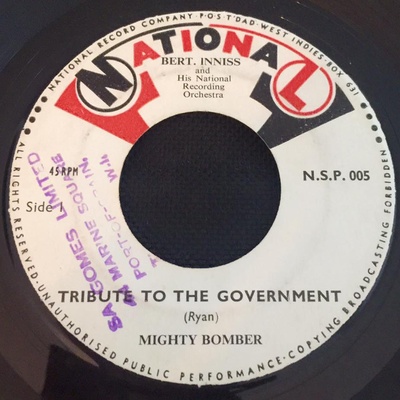 NATIONAL RECORD COMPANY POST T'DAD WEST INDIES-BOX 631
NATIONAL
BERT. INNISS
and
His National
Recording
Orchestra
45 RPM
N.S.P. 005
Side 1
SA GOMES LIMITED
MARINE SQUARE
PORT-OF-SPAIN,
W.I.
TRIBUTE TO THE GOVERNMENT
(Ryan)
MIGHTY BOMBER
ALL RIGHTS RESERVED-UNAUTHORISED PUBLIC PERFORMANCE-COPYING BROADCASTING FORBIDDEN